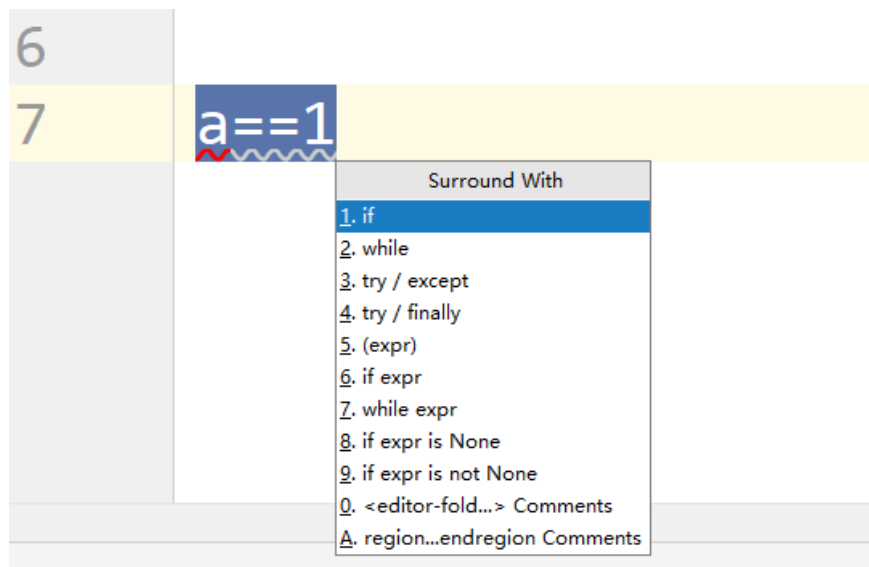 6
7
a==1
Surround With
1. if
2. while
3. try / except
4. try / finally
5. (expr)
6. if expr
7. while expr
8. if expr is None
9. if expr is not None
0. <editor-fold...> Comments
A. region...endregion Comments